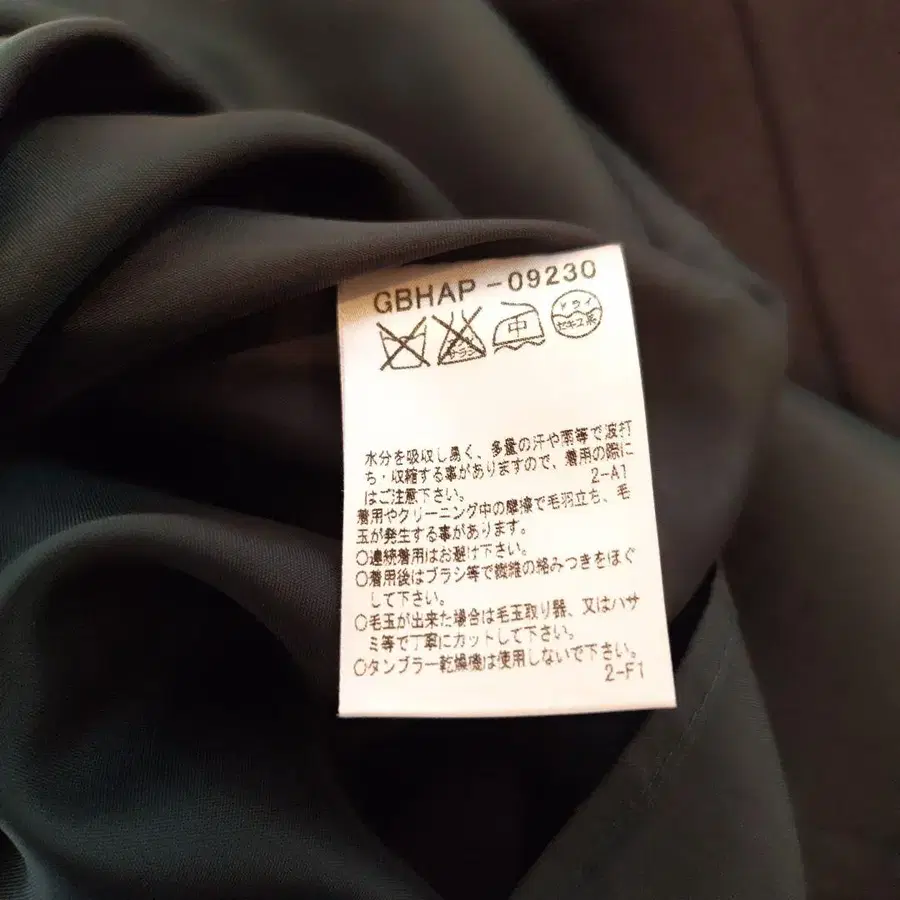 GBHAP-09230
サラシ 中 ドライ セキユ系
水分を吸収し易く、多量の汗や雨等で波打
ち・収縮する事がありますので、着用の際に
はご注意下さい。 2-A1
着用やクリーニング中の摩擦で毛羽立ち、毛
玉が発生する事があります。
○連続着用はお避け下さい。
○着用後はブラシ等で繊維の絡みつきをほぐ
して下さい。
○毛玉が出来た場合は毛玉取り器、又はハサ
ミ等で丁寧にカットして下さい。
○タンブラー乾燥機は使用しないで下さい。
2-F1